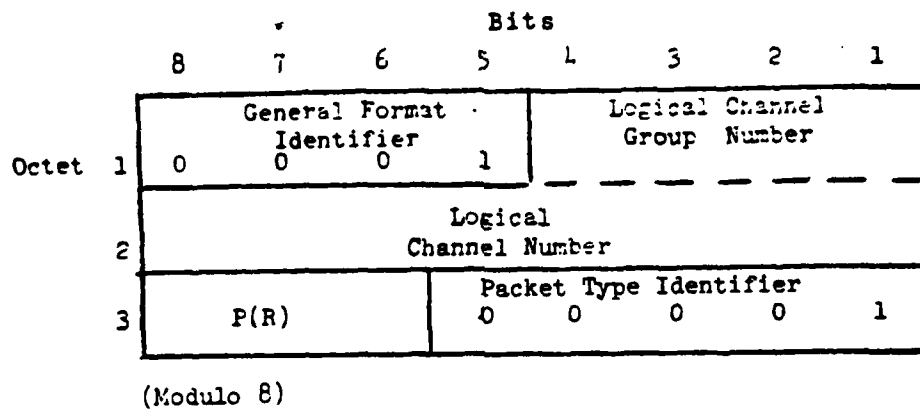 Bits
8 7 6 5 4 3 2 1
General Format Logical Channel
Identifier Group Number
Octet 1 0 0 0 1
Logical
2 Channel Number
Packet Type Identifier
3 P(R) 0 0 0 0 1
(Modulo 8)